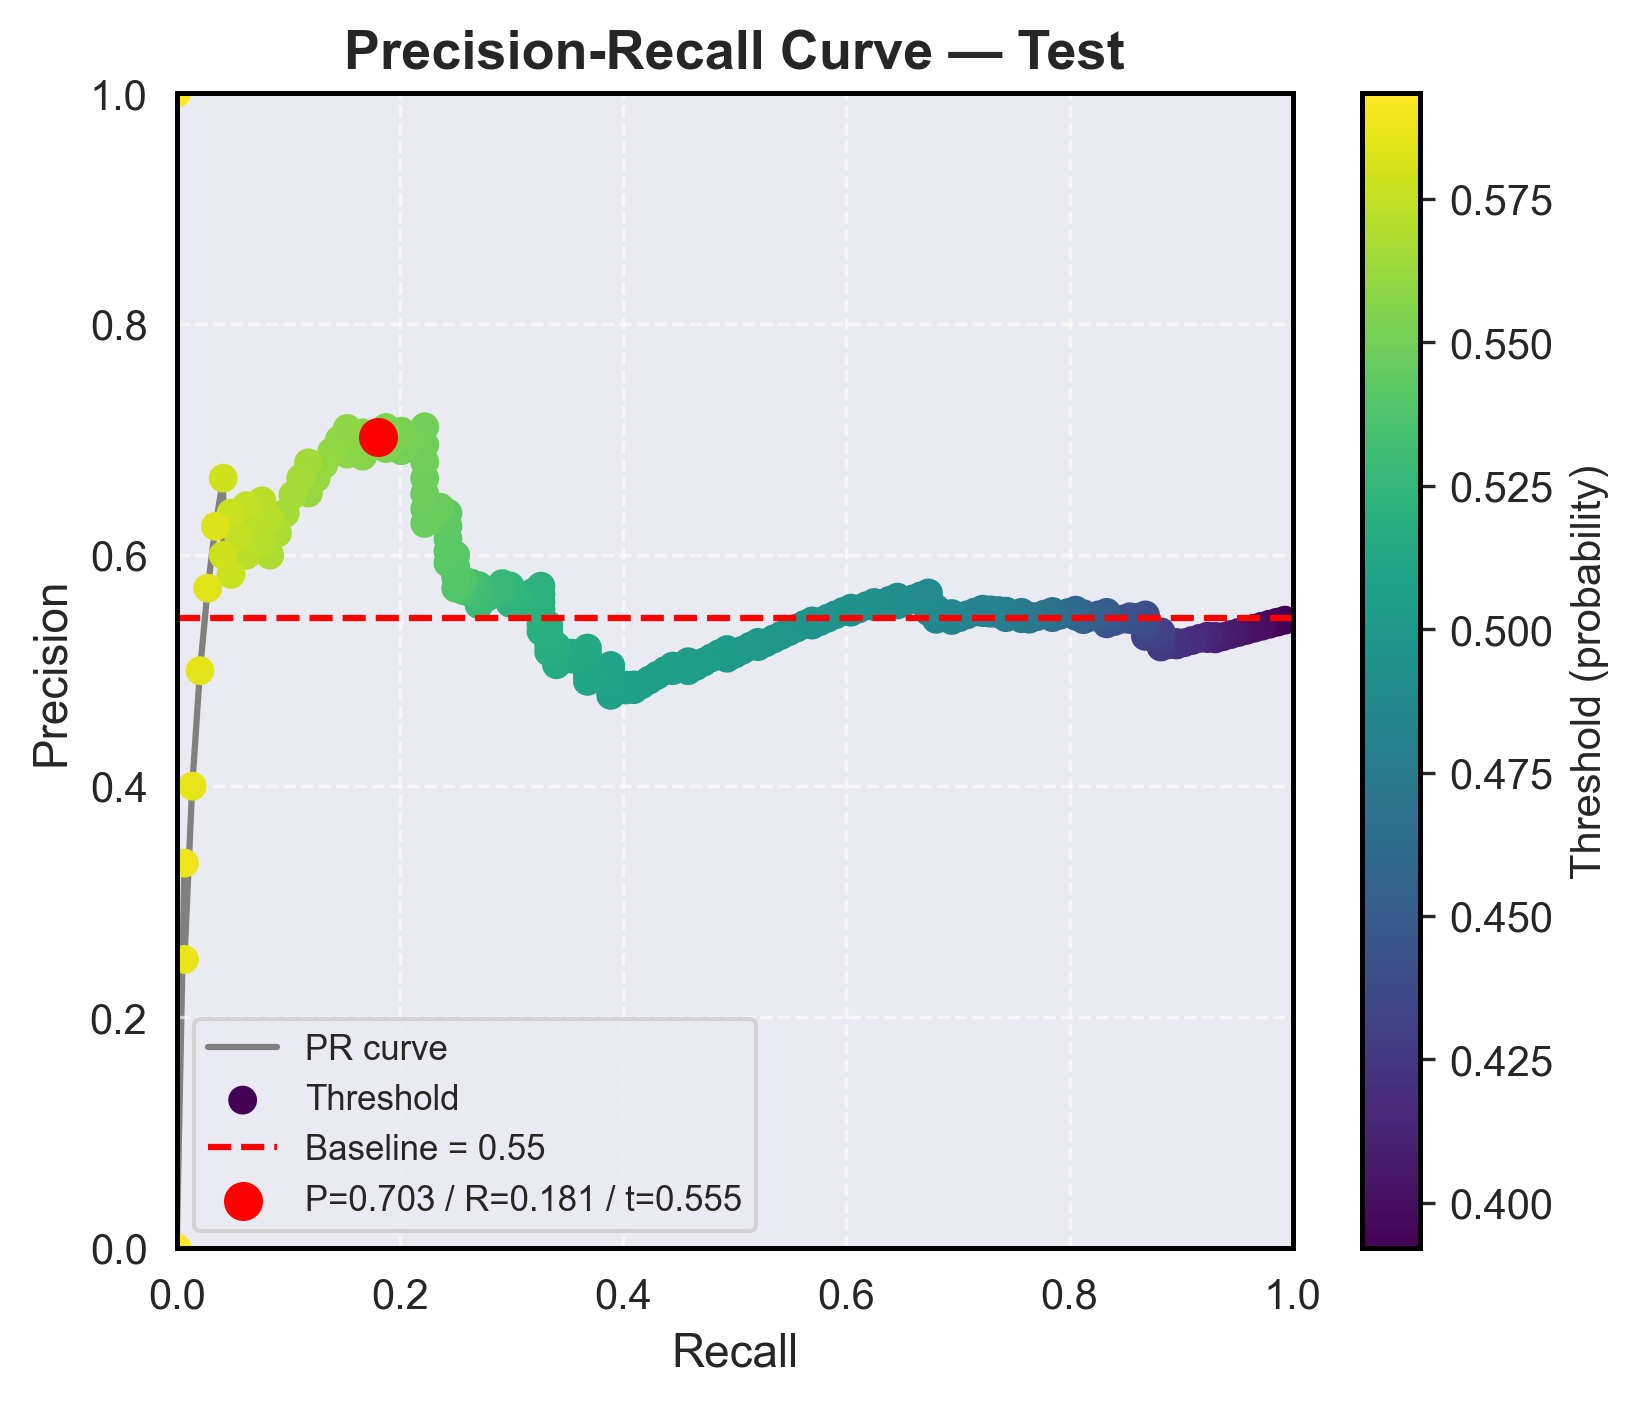 Precision-Recall Curve — Test
1.0
0.8
0.6
0.4
0.2
0.0
Precision
0.0 0.2 0.4 0.6 0.8 1.0
Recall
PR curve
Threshold
Baseline = 0.55
P=0.703 / R=0.181 / t=0.555
0.575
0.550
0.525
0.500
0.475
0.450
0.425
0.400
Threshold (probability)